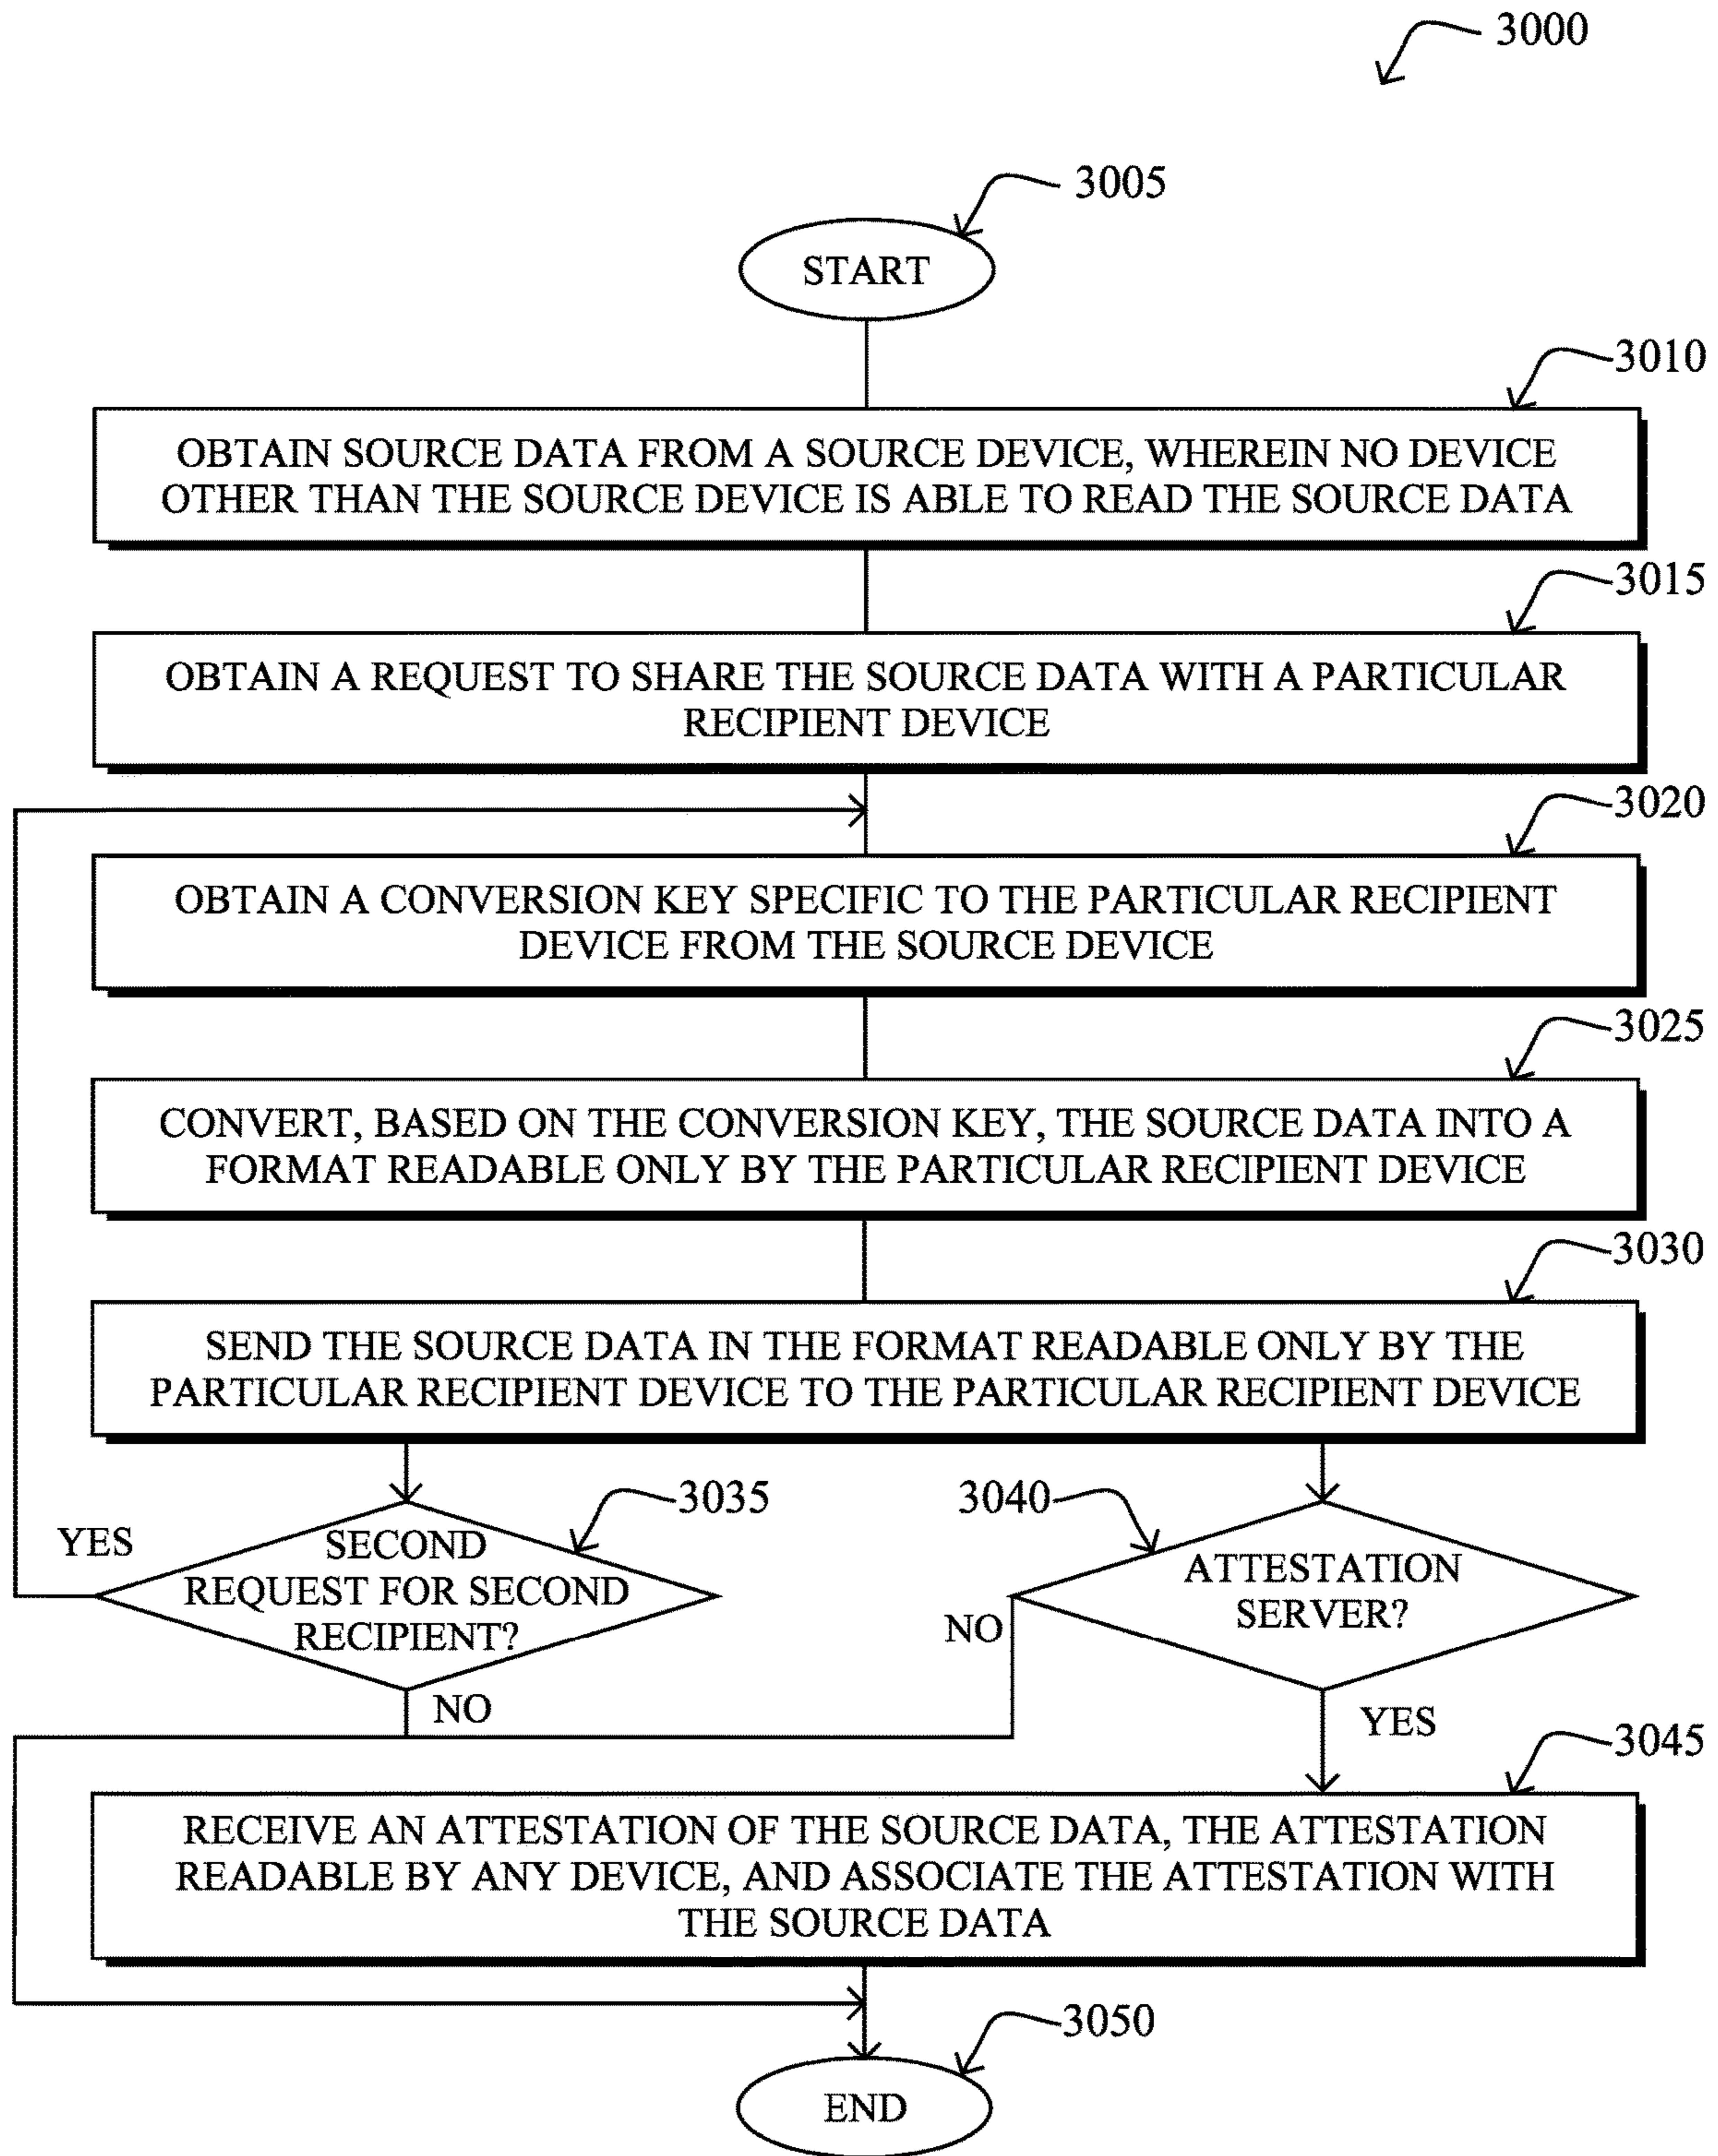 3000
3005
START
3010
OBTAIN SOURCE DATA FROM A SOURCE DEVICE, WHEREIN NO DEVICE
OTHER THAN THE SOURCE DEVICE IS ABLE TO READ THE SOURCE DATA
3015
OBTAIN A REQUEST TO SHARE THE SOURCE DATA WITH A PARTICULAR
RECIPIENT DEVICE
3020
OBTAIN A CONVERSION KEY SPECIFIC TO THE PARTICULAR RECIPIENT
DEVICE FROM THE SOURCE DEVICE
3025
CONVERT, BASED ON THE CONVERSION KEY, THE SOURCE DATA INTO A
FORMAT READABLE ONLY BY THE PARTICULAR RECIPIENT DEVICE
3030
SEND THE SOURCE DATA IN THE FORMAT READABLE ONLY BY THE
PARTICULAR RECIPIENT DEVICE TO THE PARTICULAR RECIPIENT DEVICE
3035
YES
SECOND
REQUEST FOR SECOND
RECIPIENT?
NO
3040
ATTESTATION
SERVER?
NO
YES
3045
RECEIVE AN ATTESTATION OF THE SOURCE DATA, THE ATTESTATION
READABLE BY ANY DEVICE, AND ASSOCIATE THE ATTESTATION WITH
THE SOURCE DATA
3050
END